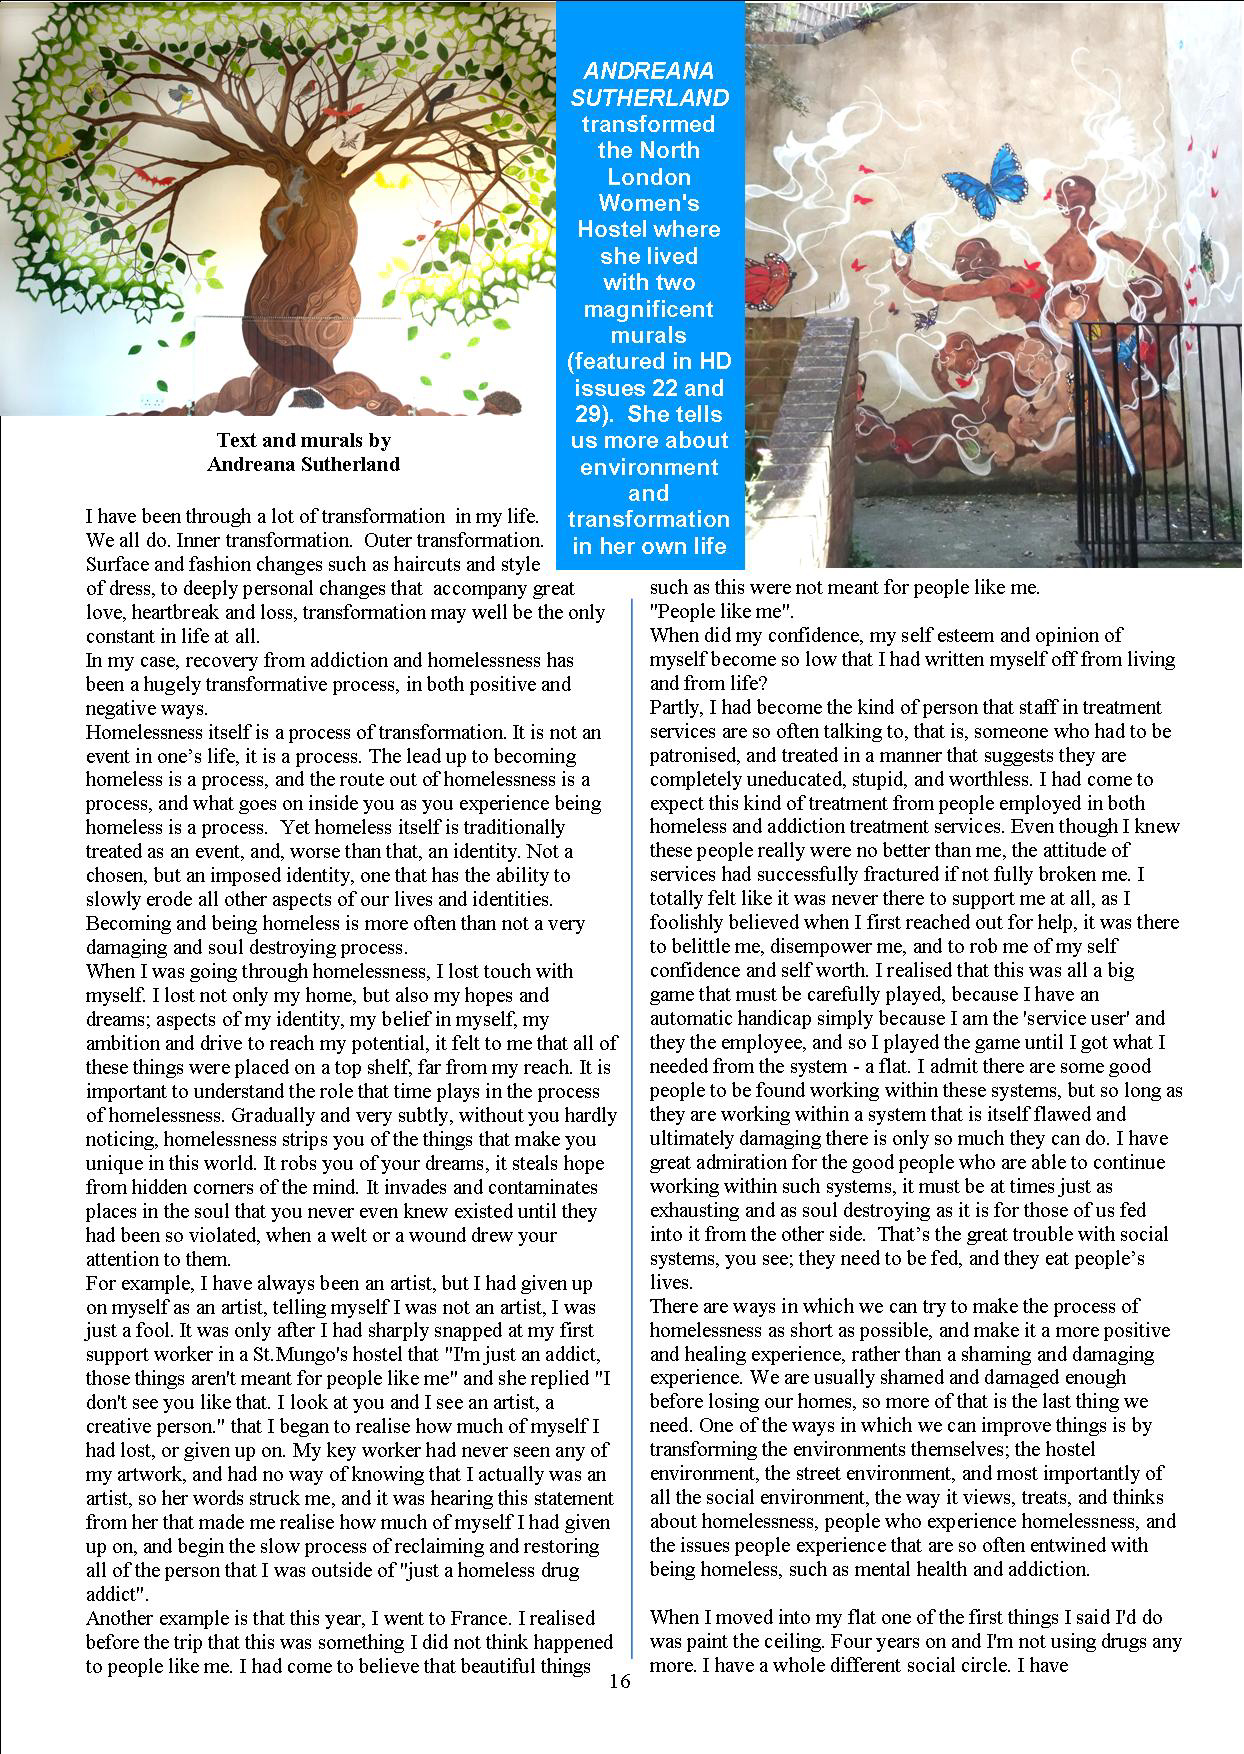 ANDREANA
SUTHERLAND
transformed
the North
London
Women's
Hostel where
she lived
with two
magnificent
murals
(featured in HD
issues 22 and
29).  She tells
us more about
environment
and
transformation
in her own life
Text and murals by
Andreana Sutherland
I have been through a lot of transformation  in my life.
We all do. Inner transformation.  Outer transformation.
Surface and fashion changes such as haircuts and style
of dress, to deeply personal changes that  accompany great
love, heartbreak and loss, transformation may well be the only
constant in life at all.
In my case, recovery from addiction and homelessness has
been a hugely transformative process, in both positive and
negative ways.
Homelessness itself is a process of transformation. It is not an
event in one’s life, it is a process. The lead up to becoming
homeless is a process, and the route out of homelessness is a
process, and what goes on inside you as you experience being
homeless is a process.  Yet homeless itself is traditionally
treated as an event, and, worse than that, an identity. Not a
chosen, but an imposed identity, one that has the ability to
slowly erode all other aspects of our lives and identities.
Becoming and being homeless is more often than not a very
damaging and soul destroying process.
When I was going through homelessness, I lost touch with
myself. I lost not only my home, but also my hopes and
dreams; aspects of my identity, my belief in myself, my
ambition and drive to reach my potential, it felt to me that all of
these things were placed on a top shelf, far from my reach. It is
important to understand the role that time plays in the process
of homelessness. Gradually and very subtly, without you hardly
noticing, homelessness strips you of the things that make you
unique in this world. It robs you of your dreams, it steals hope
from hidden corners of the mind. It invades and contaminates
places in the soul that you never even knew existed until they
had been so violated, when a welt or a wound drew your
attention to them.
For example, I have always been an artist, but I had given up
on myself as an artist, telling myself I was not an artist, I was
just a fool. It was only after I had sharply snapped at my first
support worker in a St.Mungo's hostel that "I'm just an addict,
those things aren't meant for people like me" and she replied "I
don't see you like that. I look at you and I see an artist, a
creative person." that I began to realise how much of myself I
had lost, or given up on. My key worker had never seen any of
my artwork, and had no way of knowing that I actually was an
artist, so her words struck me, and it was hearing this statement
from her that made me realise how much of myself I had given
up on, and begin the slow process of reclaiming and restoring
all of the person that I was outside of "just a homeless drug
addict".
Another example is that this year, I went to France. I realised
before the trip that this was something I did not think happened
to people like me. I had come to believe that beautiful things
such as this were not meant for people like me.
"People like me".
When did my confidence, my self esteem and opinion of
myself become so low that I had written myself off from living
and from life?
Partly, I had become the kind of person that staff in treatment
services are so often talking to, that is, someone who had to be
patronised, and treated in a manner that suggests they are
completely uneducated, stupid, and worthless. I had come to
expect this kind of treatment from people employed in both
homeless and addiction treatment services. Even though I knew
these people really were no better than me, the attitude of
services had successfully fractured if not fully broken me. I
totally felt like it was never there to support me at all, as I
foolishly believed when I first reached out for help, it was there
to belittle me, disempower me, and to rob me of my self
confidence and self worth. I realised that this was all a big
game that must be carefully played, because I have an
automatic handicap simply because I am the 'service user' and
they the employee, and so I played the game until I got what I
needed from the system - a flat. I admit there are some good
people to be found working within these systems, but so long as
they are working within a system that is itself flawed and
ultimately damaging there is only so much they can do. I have
great admiration for the good people who are able to continue
working within such systems, it must be at times just as
exhausting and as soul destroying as it is for those of us fed
into it from the other side.  That’s the great trouble with social
systems, you see; they need to be fed, and they eat people’s
lives.
There are ways in which we can try to make the process of
homelessness as short as possible, and make it a more positive
and healing experience, rather than a shaming and damaging
experience. We are usually shamed and damaged enough
before losing our homes, so more of that is the last thing we
need. One of the ways in which we can improve things is by
transforming the environments themselves; the hostel
environment, the street environment, and most importantly of
all the social environment, the way it views, treats, and thinks
about homelessness, people who experience homelessness, and
the issues people experience that are so often entwined with
being homeless, such as mental health and addiction.
When I moved into my flat one of the first things I said I'd do
was paint the ceiling. Four years on and I'm not using drugs any
more. I have a whole different social circle. I have
16